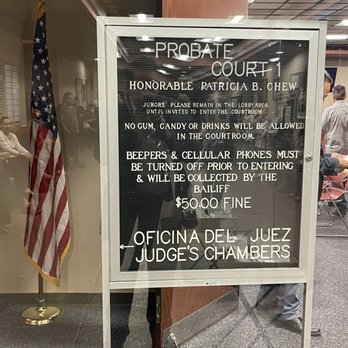 PROBATE
COURT 1
HONORABLE PATRICIA B. CHEW
JURORS PLEASE REMAIN IN THE LOBBY AREA
UNTIL INVITED TO ENTER THE COURTROOM
NO GUM, CANDY OR DRINKS WILL BE ALLOWED
IN THE COURTROOM.
BEEPERS & CELLULAR PHONES MUST
BE TURNED OFF PRIOR TO ENTERING
& WILL BE COLLECTED BY THE
BAILIFF
$50.00 FINE
OFICINA DEL JUEZ
←JUDGE'S CHAMBERS